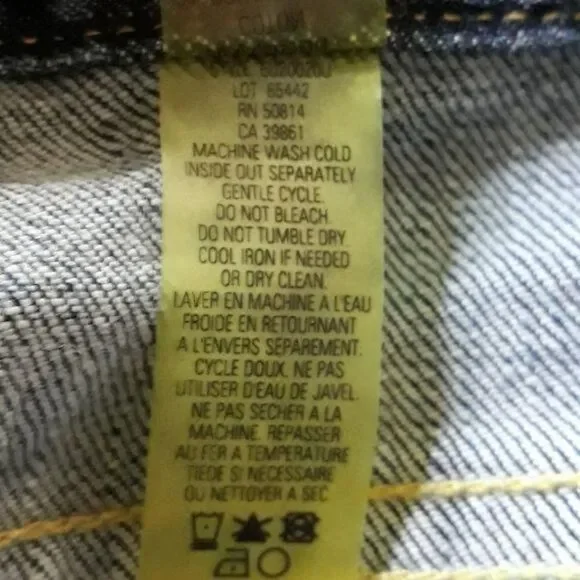 COTON
LOT 65442
RN 50814
CA 39861
MACHINE WASH COLD
INSIDE OUT SEPARATELY
GENTLE CYCLE.
DO NOT BLEACH.
DO NOT TUMBLE DRY.
COOL IRON IF NEEDED
OR DRY CLEAN.
LAVER EN MACHINE A L'EAU
FROIDE EN RETOURNANT
A L'ENVERS SEPAREMENT.
CYCLE DOUX. NE PAS
UTILISER D'EAU DE JAVEL.
NE PAS SECHER A LA
MACHINE. REPASSER
AU FER A TEMPERATURE
TIEDE SI NECESSAIRE
OU NETTOYER A SEC